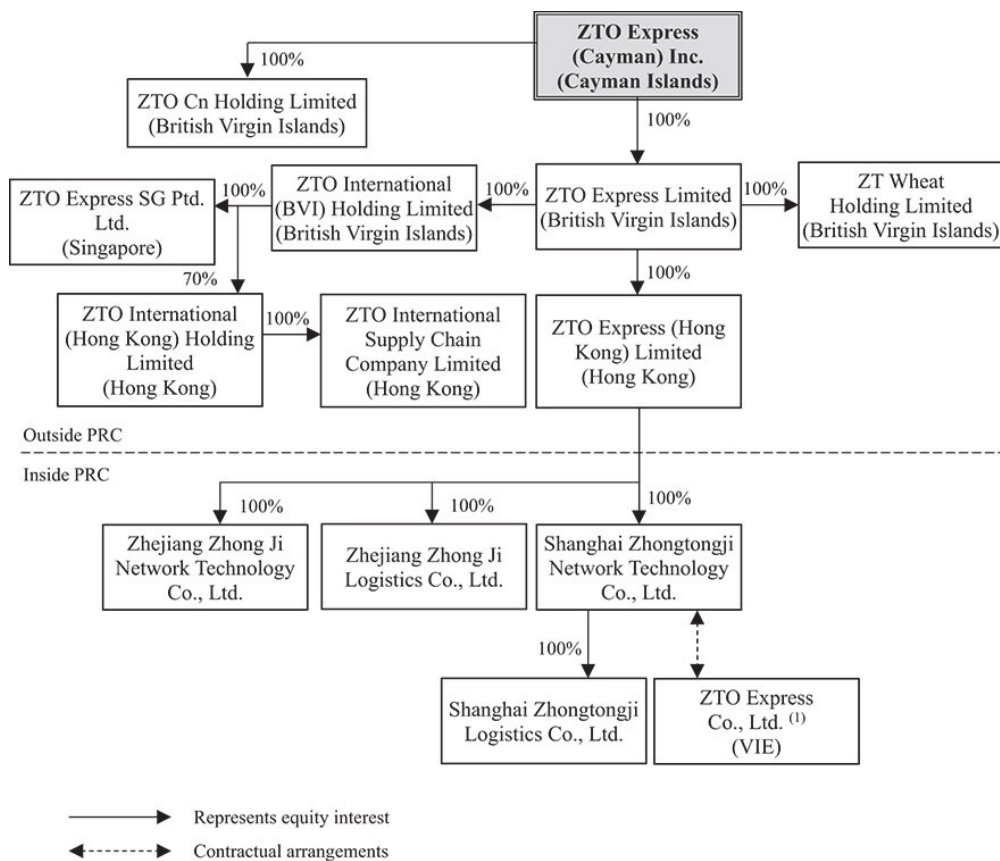 ZTO Express
(Cayman) Inc.
(Cayman Islands)
100%
ZTO Cn Holding Limited
(British Virgin Islands)
100%
ZTO Express SG Ptd.
Ltd.
(Singapore)
100%
ZTO International
(BVI) Holding Limited
(British Virgin Islands)
100%
ZTO Express Limited
(British Virgin Islands)
100%
ZT Wheat
Holding Limited
(British Virgin Islands)
70%
100%
ZTO International
(Hong Kong) Holding
Limited
(Hong Kong)
100%
ZTO International
Supply Chain
Company Limited
(Hong Kong)
ZTO Express (Hong
Kong) Limited
(Hong Kong)
Outside PRC
Inside PRC
100%
100%
100%
Zhejiang Zhong Ji
Network Technology
Co., Ltd.
Zhejiang Zhong Ji
Logistics Co., Ltd.
Shanghai Zhongtongji
Network Technology
Co., Ltd.
100%
Shanghai Zhongtongji
Logistics Co., Ltd.
ZTO Express
Co., Ltd. (1)
(VIE)
Represents equity interest
Contractual arrangements